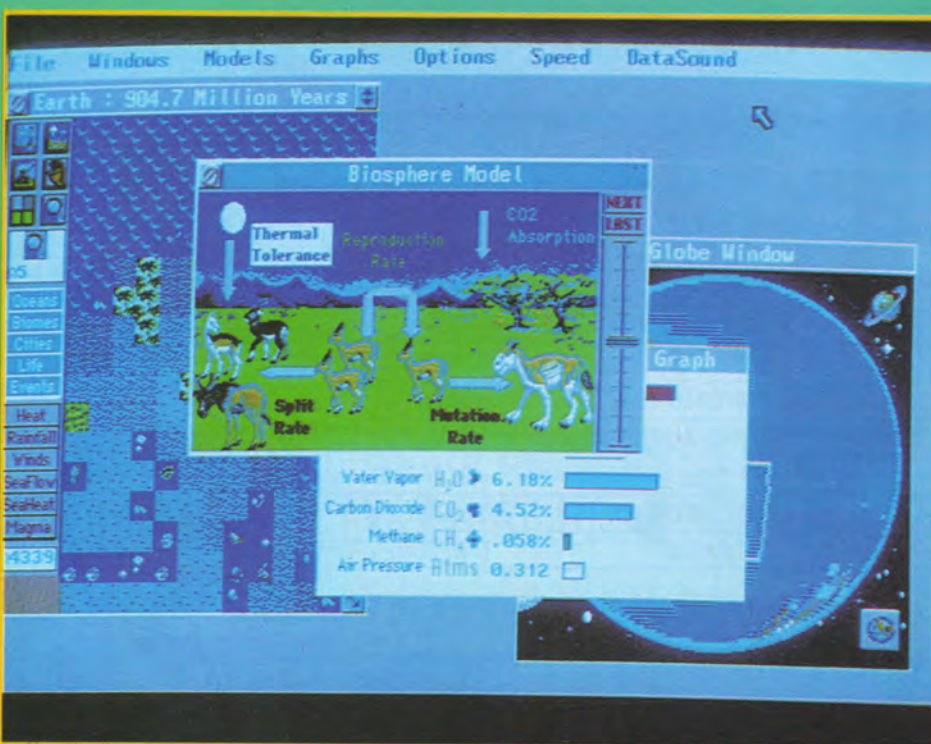 File Windows Models Graphs Options Speed DataSound
Earth : 904.7 Million Years
Biosphere Model
NEXT
LAST
Thermal
Tolerance
Reproduction
Rate
CO2
Absorption
Split
Rate
Mutation
Rate
Globe Window
Graph
Oceans
Biomes
Cities
Life
Events
Heat
Rainfall
Winds
SeaFlow
SeaHeat
Magma
4339
Water Vapor H₂O 6.18%
Carbon Dioxide CO₂ 4.52%
Methane CH₄ .058%
Air Pressure Atms 0.312